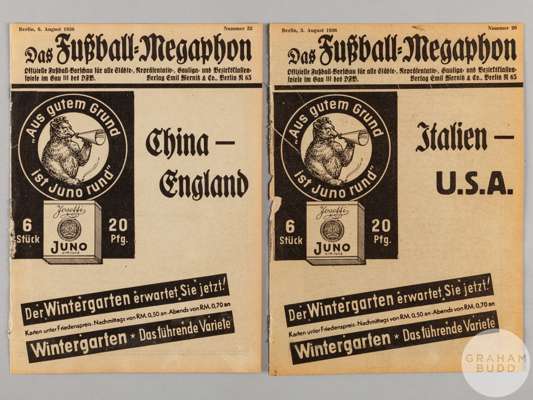 Berlin, 6. August 1936 Nummer 22
Das Fußball-Megaphon
Offizielle Fußball-Vorschau für alle Städte-, Repräsentativ-, Gauliga- und Bezirksklassen-
spiele im Gau III des DFB. Verlag Emil Wernitz & Co., Berlin N 65
"Aus gutem Grund
ist Juno rund"
China –
England
6
Stück
Josetti
JUNO
20
Pfg.
Der Wintergarten erwartet Sie jetzt!
Karten unter Friedenspreis · Nachmittags von RM. 0,50 an · Abends von RM. 0,70 an
Wintergarten * Das führende Variete
Berlin, 3. August 1936 Nummer 20
Das Fußball-Megaphon
Offizielle Fußball-Vorschau für alle Städte-, Repräsentativ-, Gauliga- und Bezirksklassen-
spiele im Gau III des DFB. Verlag Emil Wernitz & Co., Berlin N 65
"Aus gutem Grund
ist Juno rund"
Italien –
U.S.A.
6
Stück
Josetti
JUNO
20
Pfg.
Der Wintergarten erwartet Sie jetzt!
Karten unter Friedenspreis · Nachmittags von RM. 0,50 an · Abends von RM. 0,70 an
Wintergarten * Das führende Variete
GRAHAM
BUDD